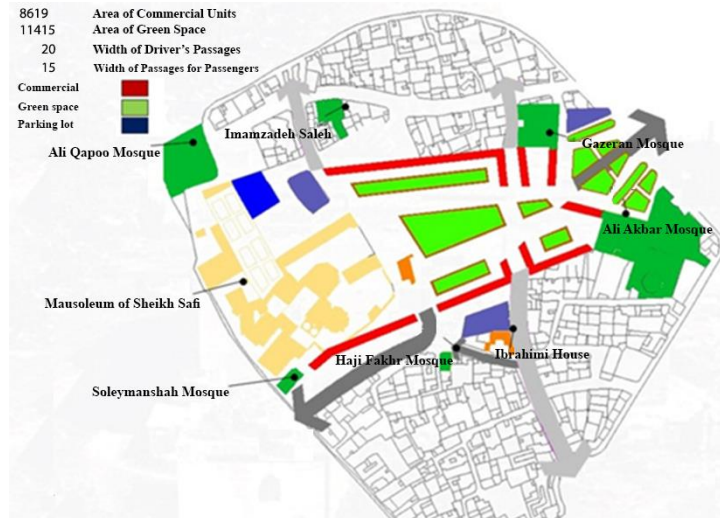 8619 Area of Commercial Units
11415 Area of Green Space
20 Width of Driver's Passages
15 Width of Passages for Passengers
Commercial
Green space
Parking lot
Imamzadeh Saleh
Gazeran Mosque
Ali Qapoo Mosque
Ali Akbar Mosque
Mausoleum of Sheikh Safi
Haji Fakhr Mosque
Ibrahimi House
Soleymanshah Mosque